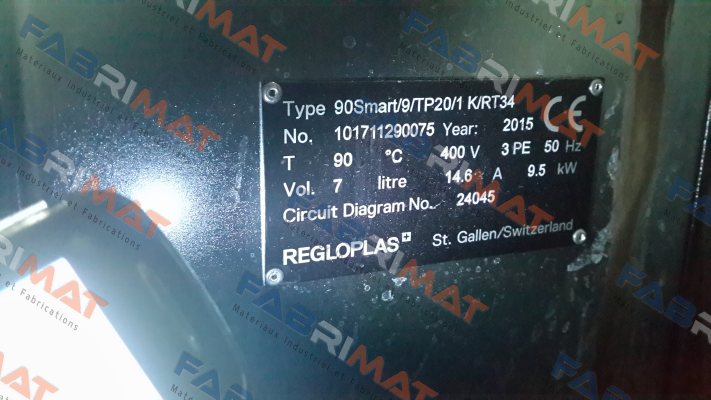 Type 90Smart/9/TP20/1 K/RT34
No. 101711290075 Year: 2015 CE
T 90 °C 400 V 3 PE 50 Hz
Vol. 7 litre 14.6 A 9.5 kW
Circuit Diagram No. 24045
REGLOPLAS St. Gallen/Switzerland
FABRIMAT
Materiaux Industriel et Fabrications